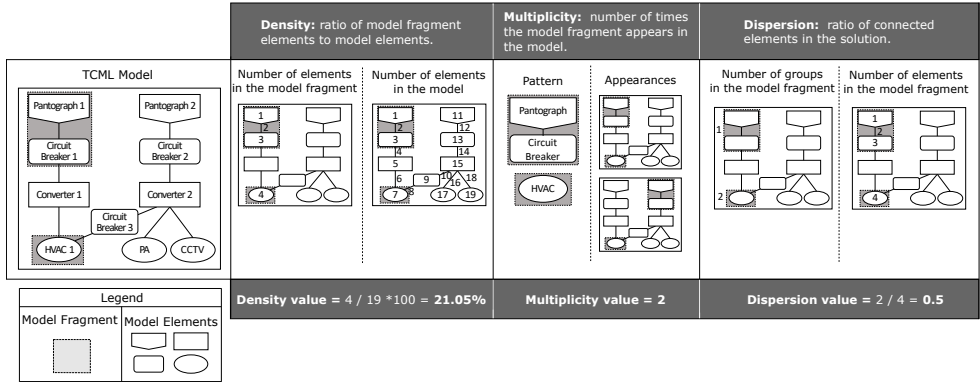 Density: ratio of model fragment
elements to model elements.
Multiplicity: number of times
the model fragment appears in
the model.
Dispersion: ratio of connected
elements in the solution.
TCML Model
Pantograph 1
Pantograph 2
Circuit
Breaker 1
Circuit
Breaker 2
Converter 1
Converter 2
Circuit
Breaker 3
HVAC 1
PA
CCTV
Number of elements
in the model fragment
1
2
3
4
Number of elements
in the model
1
2
3
4
5
6
7
8
9
10
11
12
13
14
15
16
17
18
19
Pattern
Pantograph
Circuit
Breaker
HVAC
Appearances
Number of groups
in the model fragment
1
2
Number of elements
in the model fragment
1
2
3
4
Density value = 4 / 19 *100 = 21.05%
Multiplicity value = 2
Dispersion value = 2 / 4 = 0.5
Legend
Model Fragment
Model Elements